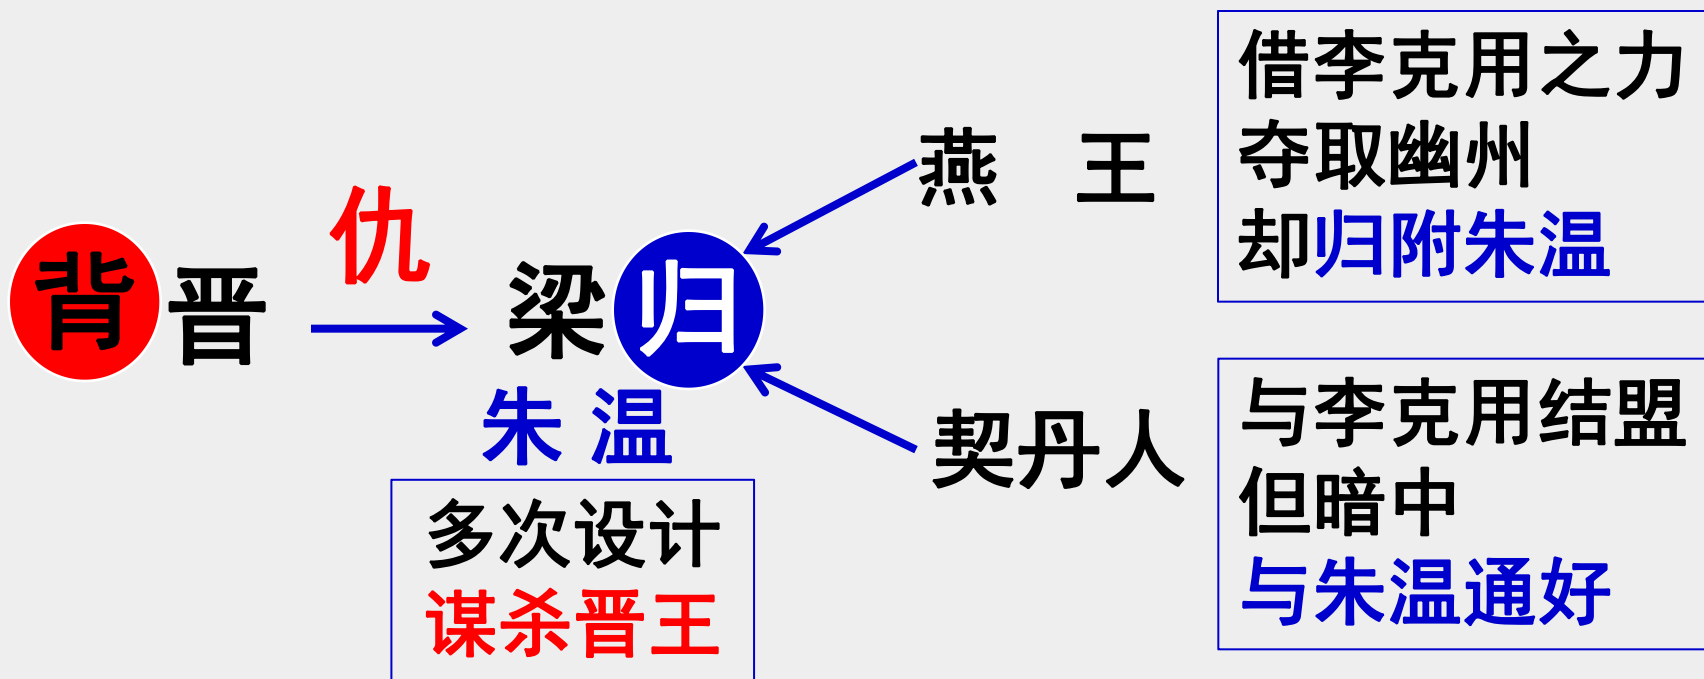 背晋
仇
梁归
朱 温
多次设计
谋杀晋王
燕 王
借李克用之力
夺取幽州
却归附朱温
契丹人
与李克用结盟
但暗中
与朱温通好